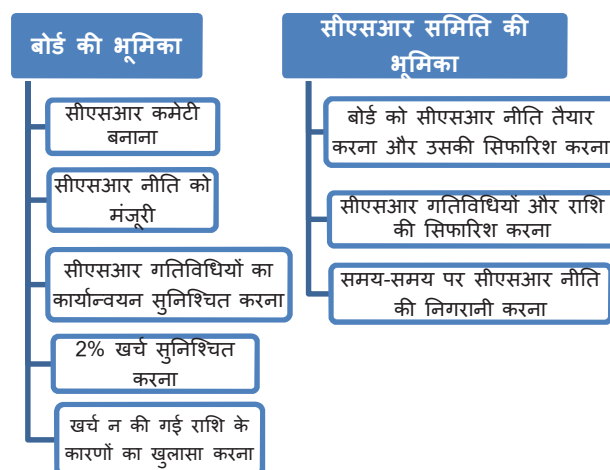 बोर्ड की भूमिका
सीएसआर कमेटी
बनाना
सीएसआर नीति को
मंजूरी
सीएसआर गतिविधियों का
कार्यान्वयन सुनिश्चित करना
2% खर्च सुनिश्चित
करना
खर्च न की गई राशि के
कारणों का खुलासा करना
सीएसआर समिति की
भूमिका
बोर्ड को सीएसआर नीति तैयार
करना और उसकी सिफारिश करना
सीएसआर गतिविधियों और राशि
की सिफारिश करना
समय-समय पर सीएसआर नीति
की निगरानी करना